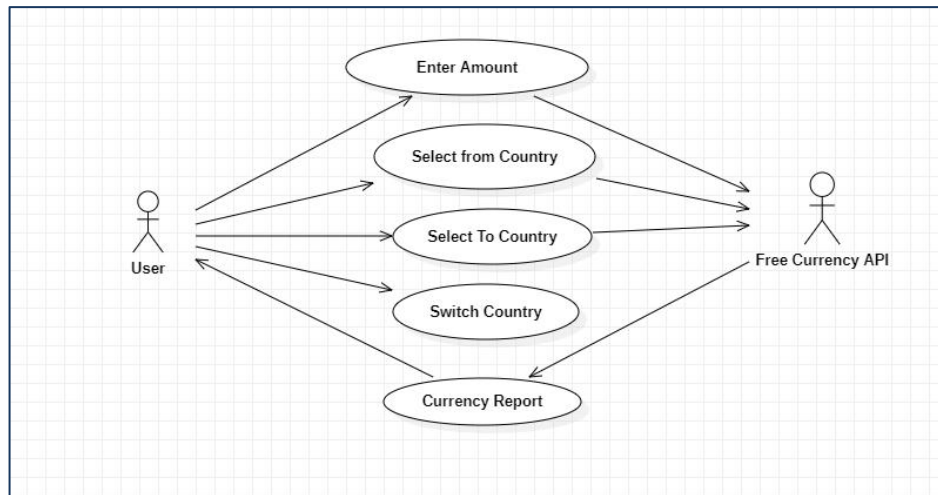 Enter Amount
Select from Country
Select To Country
User
Free Currency API
Switch Country
Currency Report